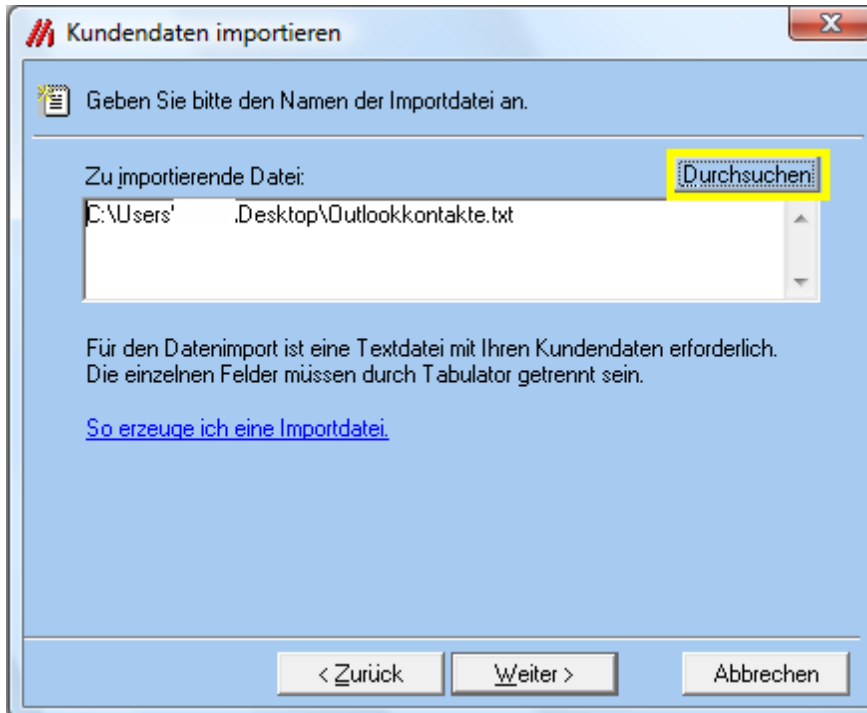 Kundendaten importieren
Geben Sie bitte den Namen der Importdatei an.
Zu importierende Datei:
Durchsuchen
C:\Users' .Desktop\Outlookkontakte.txt
Für den Datenimport ist eine Textdatei mit Ihren Kundendaten erforderlich.
Die einzelnen Felder müssen durch Tabulator getrennt sein.
So erzeuge ich eine Importdatei.
< Zurück
Weiter >
Abbrechen